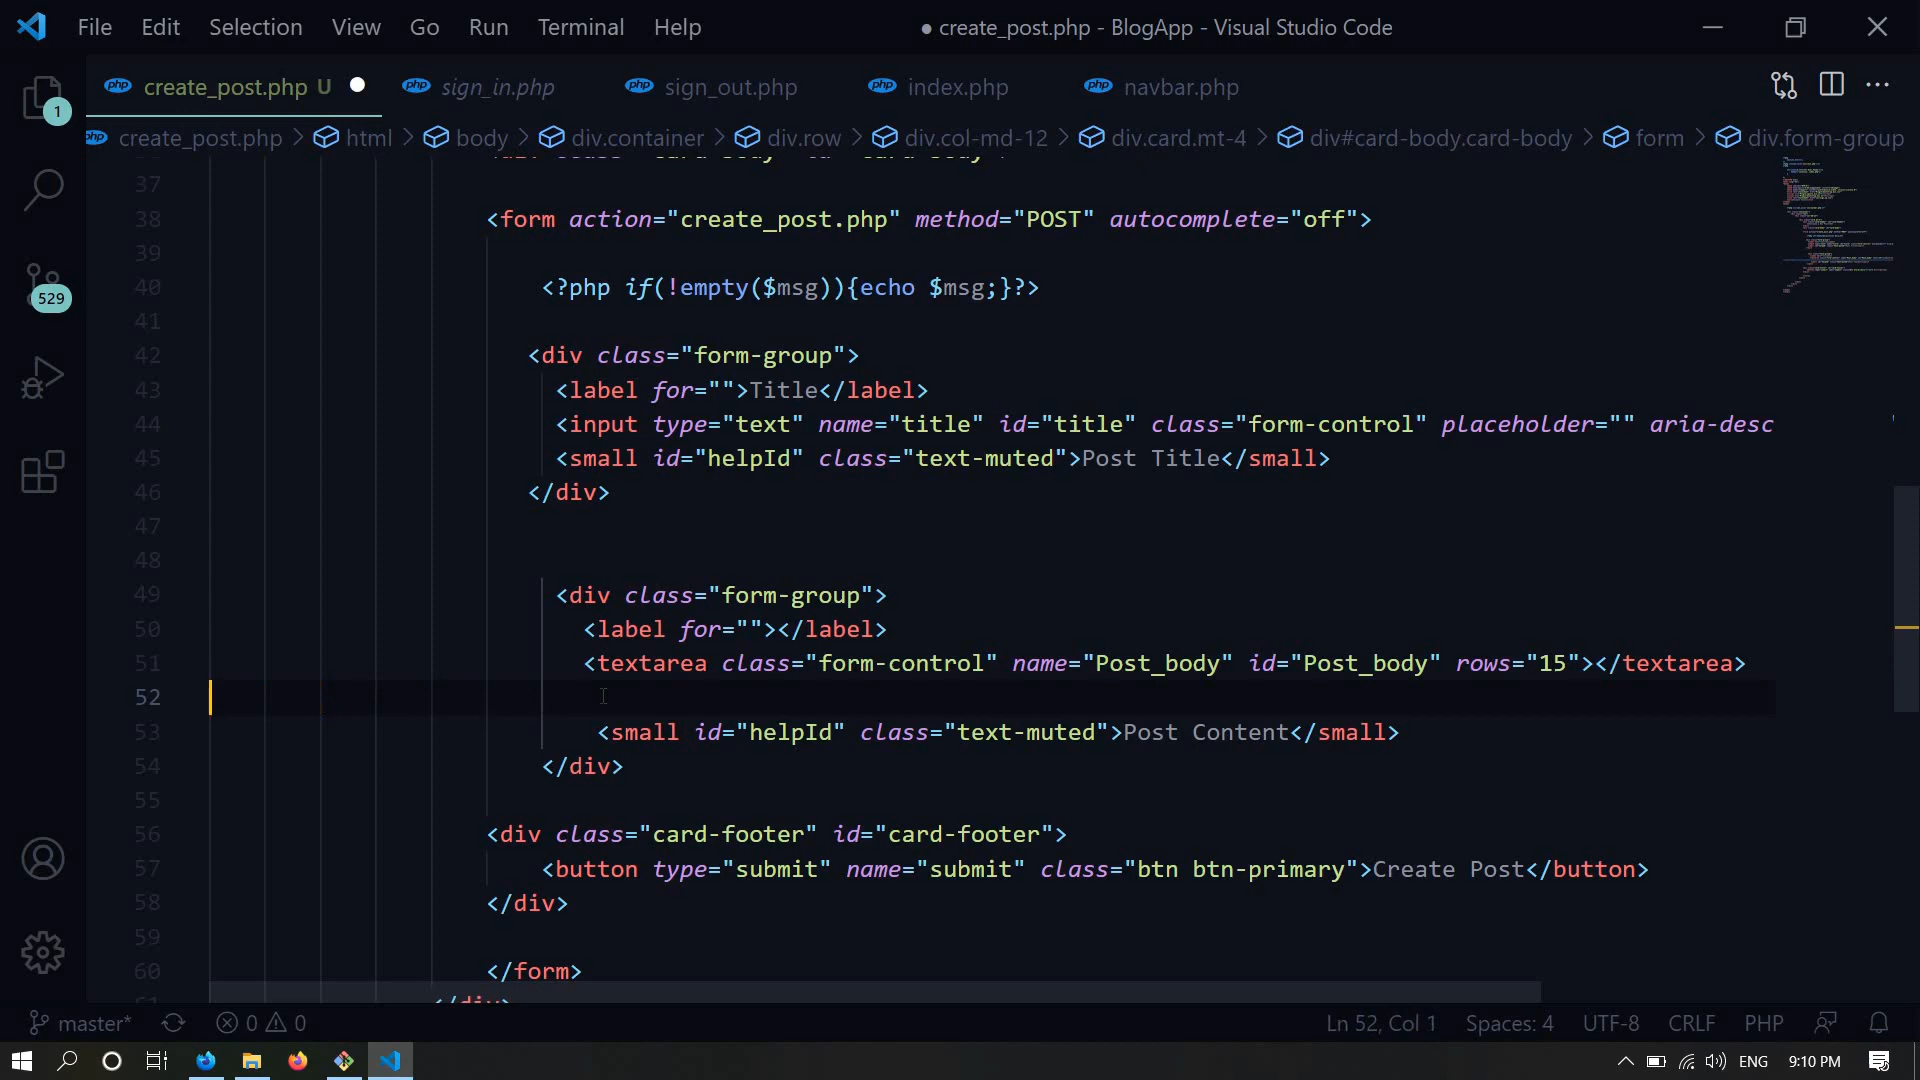 File Edit Selection View Go Run Terminal Help
● create_post.php - BlogApp - Visual Studio Code
php create_post.php U php sign_in.php php sign_out.php php index.php php navbar.php
php create_post.php > html > body > div.container > div.row > div.col-md-12 > div.card.mt-4 > div#card-body.card-body > form > div.form-group
1
529
37
38 <form action="create_post.php" method="POST" autocomplete="off">
39
40 <?php if(!empty($msg)){echo $msg;}?>
41
42 <div class="form-group">
43 <label for="">Title</label>
44 <input type="text" name="title" id="title" class="form-control" placeholder="" aria-desc
45 <small id="helpId" class="text-muted">Post Title</small>
46 </div>
47
48
49 <div class="form-group">
50 <label for=""></label>
51 <textarea class="form-control" name="Post_body" id="Post_body" rows="15"></textarea>
52
53 <small id="helpId" class="text-muted">Post Content</small>
54 </div>
55
56 <div class="card-footer" id="card-footer">
57 <button type="submit" name="submit" class="btn btn-primary">Create Post</button>
58 </div>
59
60 </form>
61 </div>
master* 0 0 Ln 52, Col 1 Spaces: 4 UTF-8 CRLF PHP
ENG 9:10 PM